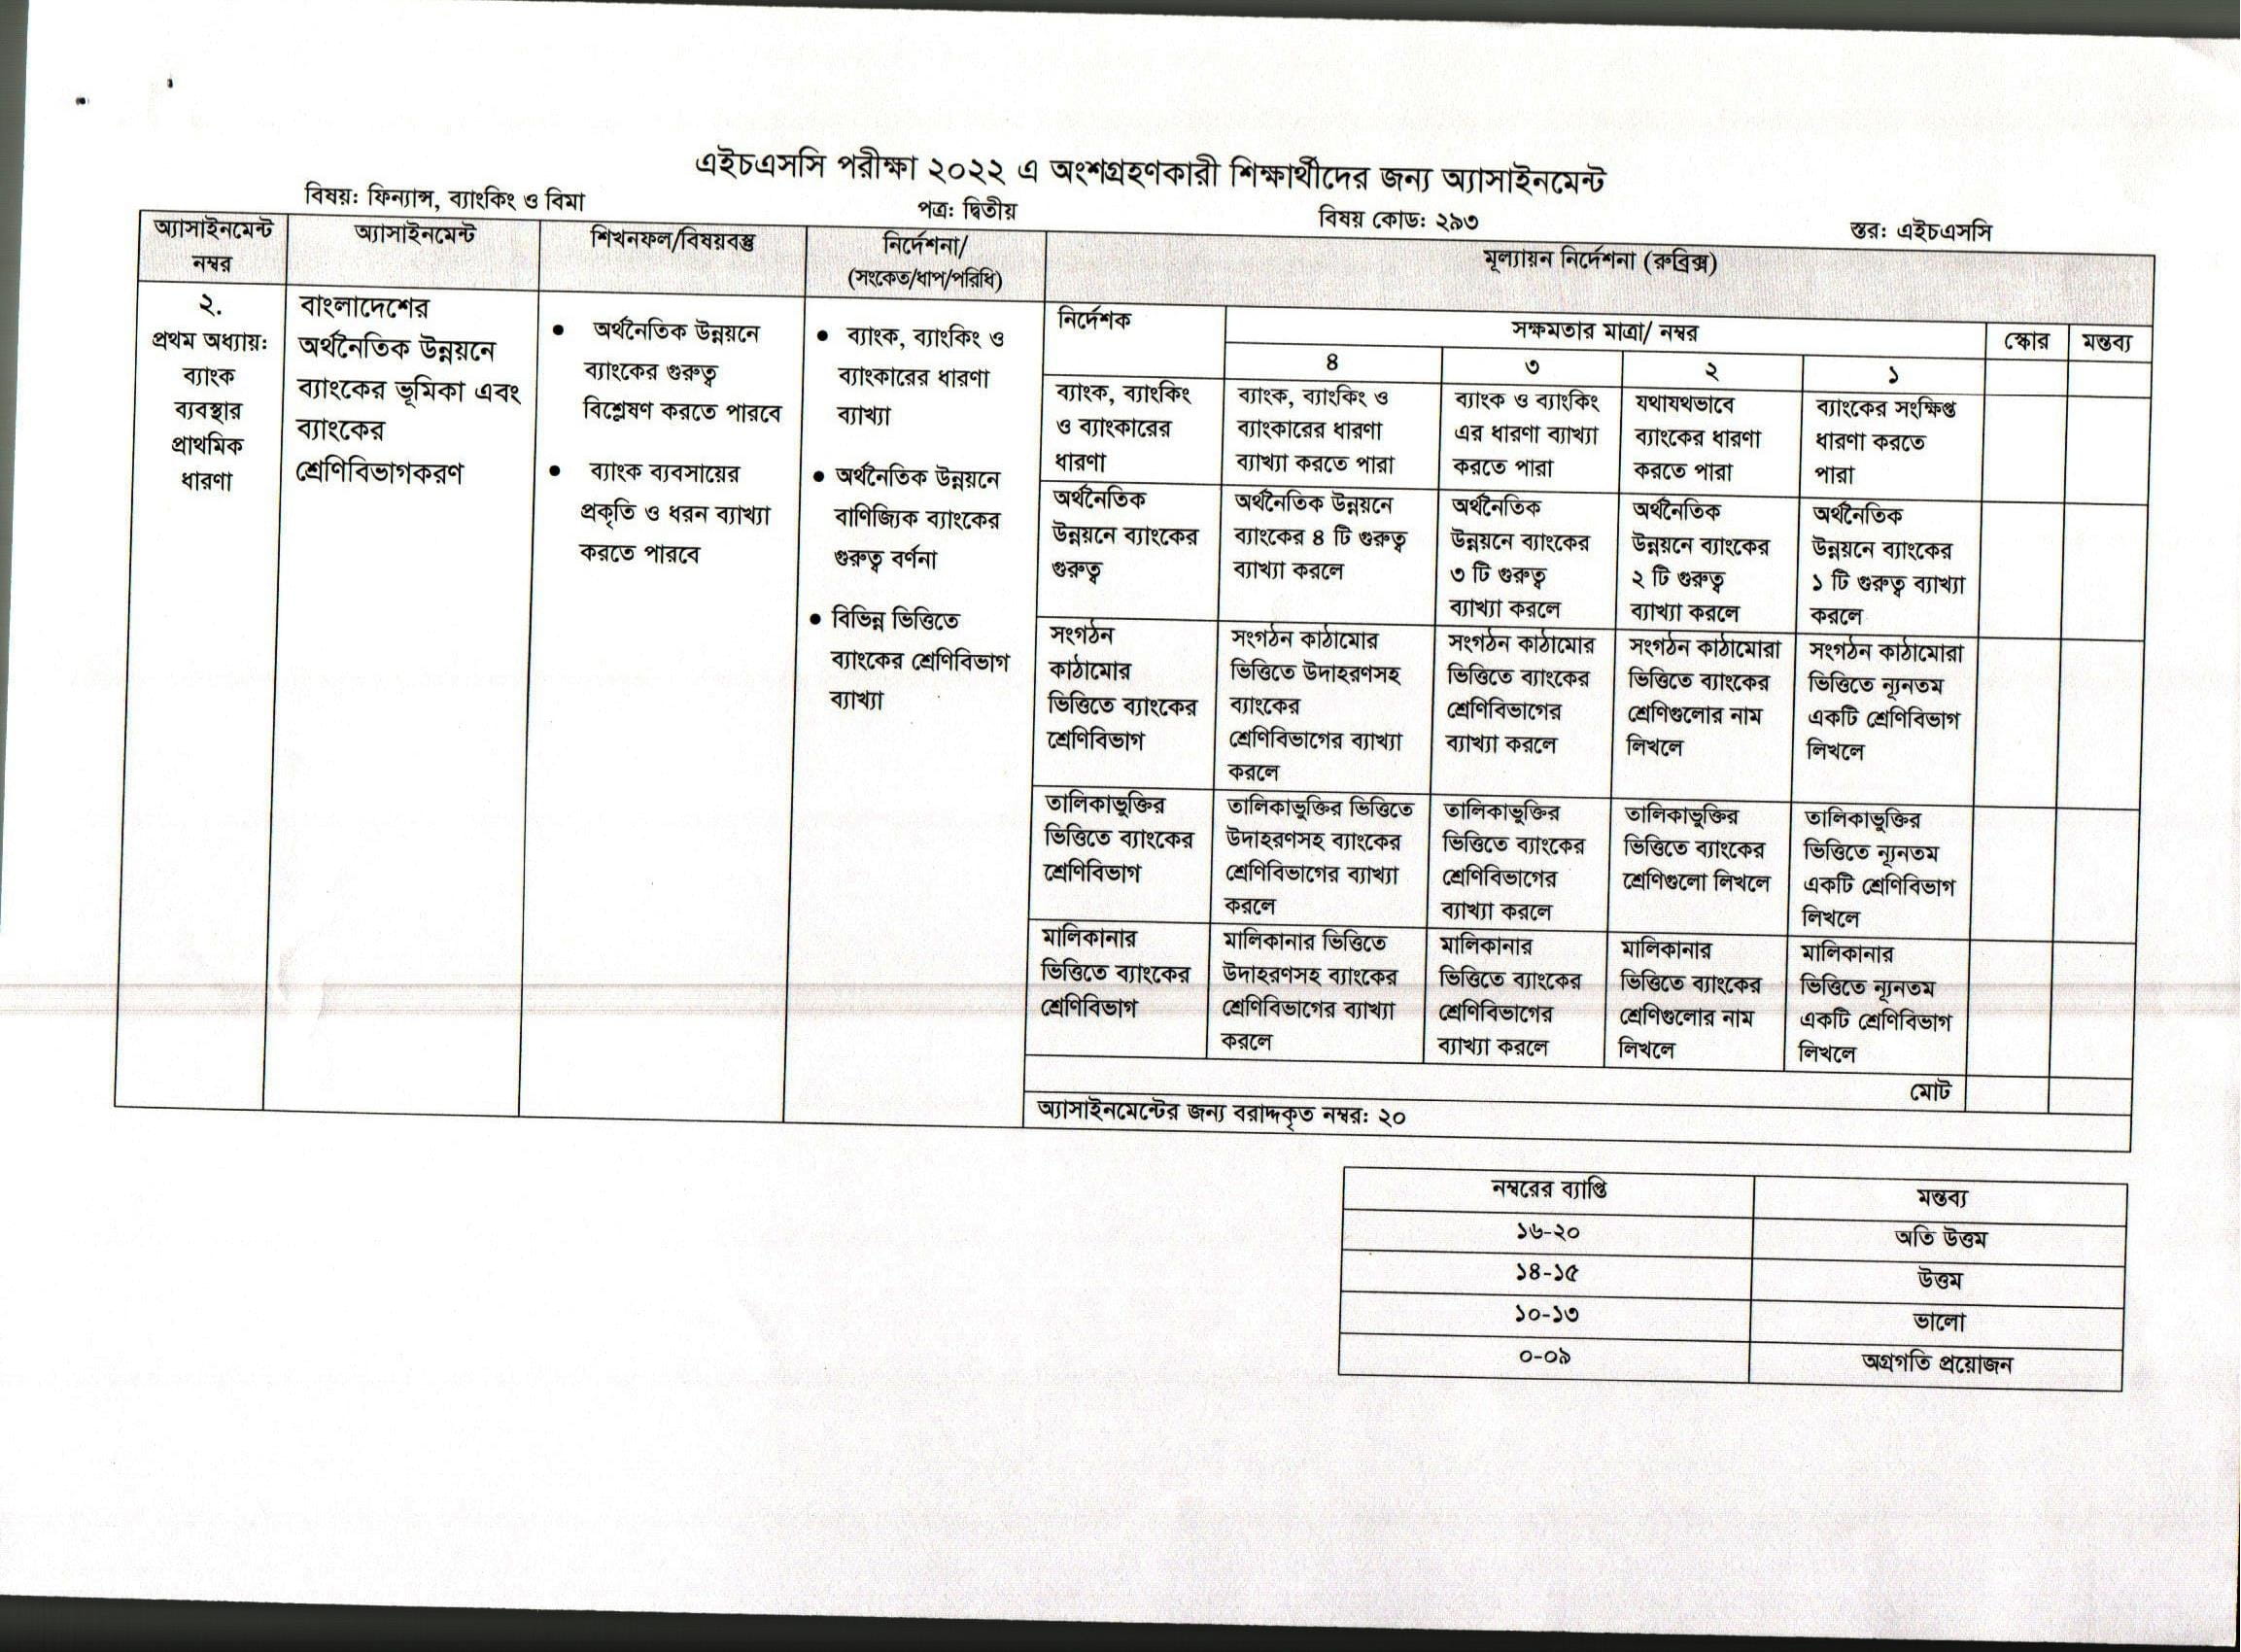 এইচএসসি পরীক্ষা ২০২২ এ অংশগ্রহণকারী শিক্ষার্থীদের জন্য অ্যাসাইনমেন্ট
বিষয়: ফিন্যান্স, ব্যাংকিং ও বিমা
পত্র: দ্বিতীয়
বিষয় কোড: ২৯৩
স্তর: এইচএসসি
অ্যাসাইনমেন্ট
নম্বর
অ্যাসাইনমেন্ট
শিখনফল/বিষয়বস্তু
নির্দেশনা/
(সংকেত/ধাপ/পরিধি)
মূল্যায়ন নির্দেশনা (রুব্রিক্স)
২.
প্রথম অধ্যায়:
ব্যাংক
ব্যবস্থার
প্রাথমিক
ধারণা
বাংলাদেশের
অর্থনৈতিক উন্নয়নে
ব্যাংকের ভূমিকা এবং
ব্যাংকের
শ্রেণিবিভাগকরণ
• অর্থনৈতিক উন্নয়নে
ব্যাংকের গুরুত্ব
বিশ্লেষণ করতে পারবে
• ব্যাংক ব্যবসায়ের
প্রকৃতি ও ধরন ব্যাখ্যা
করতে পারবে
• ব্যাংক, ব্যাংকিং ও
ব্যাংকারের ধারণা
ব্যাখ্যা
• অর্থনৈতিক উন্নয়নে
বাণিজ্যিক ব্যাংকের
গুরুত্ব বর্ণনা
• বিভিন্ন ভিত্তিতে
ব্যাংকের শ্রেণিবিভাগ
ব্যাখ্যা
নির্দেশক
সক্ষমতার মাত্রা/ নম্বর
স্কোর
মন্তব্য
৪
৩
২
১
ব্যাংক, ব্যাংকিং
ও ব্যাংকারের
ধারণা
ব্যাংক, ব্যাংকিং ও
ব্যাংকারের ধারণা
ব্যাখ্যা করতে পারা
ব্যাংক ও ব্যাংকিং
এর ধারণা ব্যাখ্যা
করতে পারা
যথাযথভাবে
ব্যাংকের ধারণা
করতে পারা
ব্যাংকের সংক্ষিপ্ত
ধারণা করতে
পারা
অর্থনৈতিক
উন্নয়নে ব্যাংকের
গুরুত্ব
অর্থনৈতিক উন্নয়নে
ব্যাংকের ৪ টি গুরুত্ব
ব্যাখ্যা করলে
অর্থনৈতিক
উন্নয়নে ব্যাংকের
৩ টি গুরুত্ব
ব্যাখ্যা করলে
অর্থনৈতিক
উন্নয়নে ব্যাংকের
২ টি গুরুত্ব
ব্যাখ্যা করলে
অর্থনৈতিক
উন্নয়নে ব্যাংকের
১ টি গুরুত্ব ব্যাখ্যা
করলে
সংগঠন
কাঠামোর
ভিত্তিতে ব্যাংকের
শ্রেণিবিভাগ
সংগঠন কাঠামোর
ভিত্তিতে উদাহরণসহ
ব্যাংকের
শ্রেণিবিভাগের ব্যাখ্যা
করলে
সংগঠন কাঠামোর
ভিত্তিতে ব্যাংকের
শ্রেণিবিভাগের
ব্যাখ্যা করলে
সংগঠন কাঠামোরা
ভিত্তিতে ব্যাংকের
শ্রেণিগুলোর নাম
লিখলে
সংগঠন কাঠামোরা
ভিত্তিতে ন্যূনতম
একটি শ্রেণিবিভাগ
লিখলে
তালিকাভুক্তির
ভিত্তিতে ব্যাংকের
শ্রেণিবিভাগ
তালিকাভুক্তির ভিত্তিতে
উদাহরণসহ ব্যাংকের
শ্রেণিবিভাগের ব্যাখ্যা
করলে
তালিকাভুক্তির
ভিত্তিতে ব্যাংকের
শ্রেণিবিভাগের
ব্যাখ্যা করলে
তালিকাভুক্তির
ভিত্তিতে ব্যাংকের
শ্রেণিগুলো লিখলে
তালিকাভুক্তির
ভিত্তিতে ন্যূনতম
একটি শ্রেণিবিভাগ
লিখলে
মালিকানার
ভিত্তিতে ব্যাংকের
শ্রেণিবিভাগ
মালিকানার ভিত্তিতে
উদাহরণসহ ব্যাংকের
শ্রেণিবিভাগের ব্যাখ্যা
করলে
মালিকানার
ভিত্তিতে ব্যাংকের
শ্রেণিবিভাগের
ব্যাখ্যা করলে
মালিকানার
ভিত্তিতে ব্যাংকের
শ্রেণিগুলোর নাম
লিখলে
মালিকানার
ভিত্তিতে ন্যূনতম
একটি শ্রেণিবিভাগ
লিখলে
মোট
অ্যাসাইনমেন্টের জন্য বরাদ্দকৃত নম্বর: ২০
নম্বরের ব্যাপ্তি
মন্তব্য
১৬-২০
অতি উত্তম
১৪-১৫
উত্তম
১০-১৩
ভালো
০-০৯
অগ্রগতি প্রয়োজন